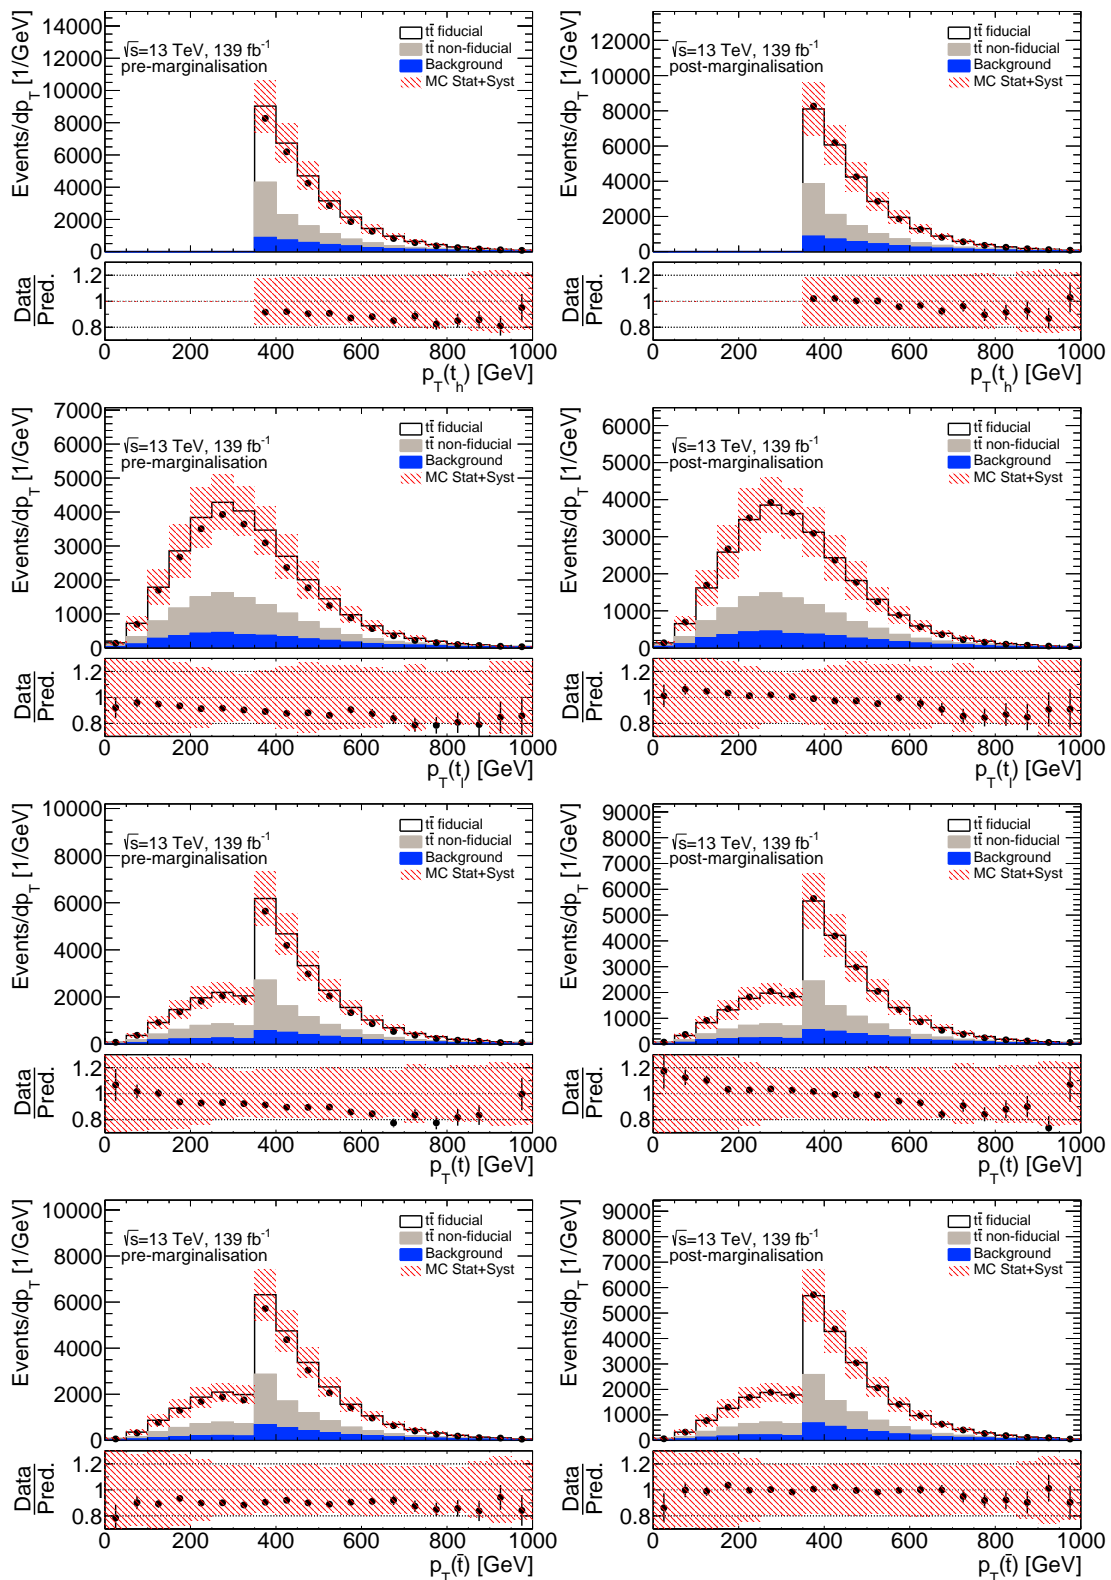 Events/dp_T [1/GeV]
14000
12000
10000
8000
6000
4000
2000
0
√s=13 TeV, 139 fb⁻¹
pre-marginalisation
tt̄ fiducial
tt̄ non-fiducial
Background
MC Stat+Syst
Data
Pred.
1.2
1
0.8
0 200 400 600 800 1000
p_T(t_h) [GeV]
Events/dp_T [1/GeV]
12000
10000
8000
6000
4000
2000
0
√s=13 TeV, 139 fb⁻¹
post-marginalisation
tt̄ fiducial
tt̄ non-fiducial
Background
MC Stat+Syst
Data
Pred.
1.2
1
0.8
0 200 400 600 800 1000
p_T(t_h) [GeV]
Events/dp_T [1/GeV]
7000
6000
5000
4000
3000
2000
1000
0
√s=13 TeV, 139 fb⁻¹
pre-marginalisation
tt̄ fiducial
tt̄ non-fiducial
Background
MC Stat+Syst
Data
Pred.
1.2
1
0.8
0 200 400 600 800 1000
p_T(t_l) [GeV]
Events/dp_T [1/GeV]
6000
5000
4000
3000
2000
1000
0
√s=13 TeV, 139 fb⁻¹
post-marginalisation
tt̄ fiducial
tt̄ non-fiducial
Background
MC Stat+Syst
Data
Pred.
1.2
1
0.8
0 200 400 600 800 1000
p_T(t_l) [GeV]
Events/dp_T [1/GeV]
10000
8000
6000
4000
2000
0
√s=13 TeV, 139 fb⁻¹
pre-marginalisation
tt̄ fiducial
tt̄ non-fiducial
Background
MC Stat+Syst
Data
Pred.
1.2
1
0.8
0 200 400 600 800 1000
p_T(t) [GeV]
Events/dp_T [1/GeV]
9000
8000
7000
6000
5000
4000
3000
2000
1000
0
√s=13 TeV, 139 fb⁻¹
post-marginalisation
tt̄ fiducial
tt̄ non-fiducial
Background
MC Stat+Syst
Data
Pred.
1.2
1
0.8
0 200 400 600 800 1000
p_T(t) [GeV]
Events/dp_T [1/GeV]
10000
8000
6000
4000
2000
0
√s=13 TeV, 139 fb⁻¹
pre-marginalisation
tt̄ fiducial
tt̄ non-fiducial
Background
MC Stat+Syst
Data
Pred.
1.2
1
0.8
0 200 400 600 800 1000
p_T(t̄) [GeV]
Events/dp_T [1/GeV]
9000
8000
7000
6000
5000
4000
3000
2000
1000
0
√s=13 TeV, 139 fb⁻¹
post-marginalisation
tt̄ fiducial
tt̄ non-fiducial
Background
MC Stat+Syst
Data
Pred.
1.2
1
0.8
0 200 400 600 800 1000
p_T(t̄) [GeV]